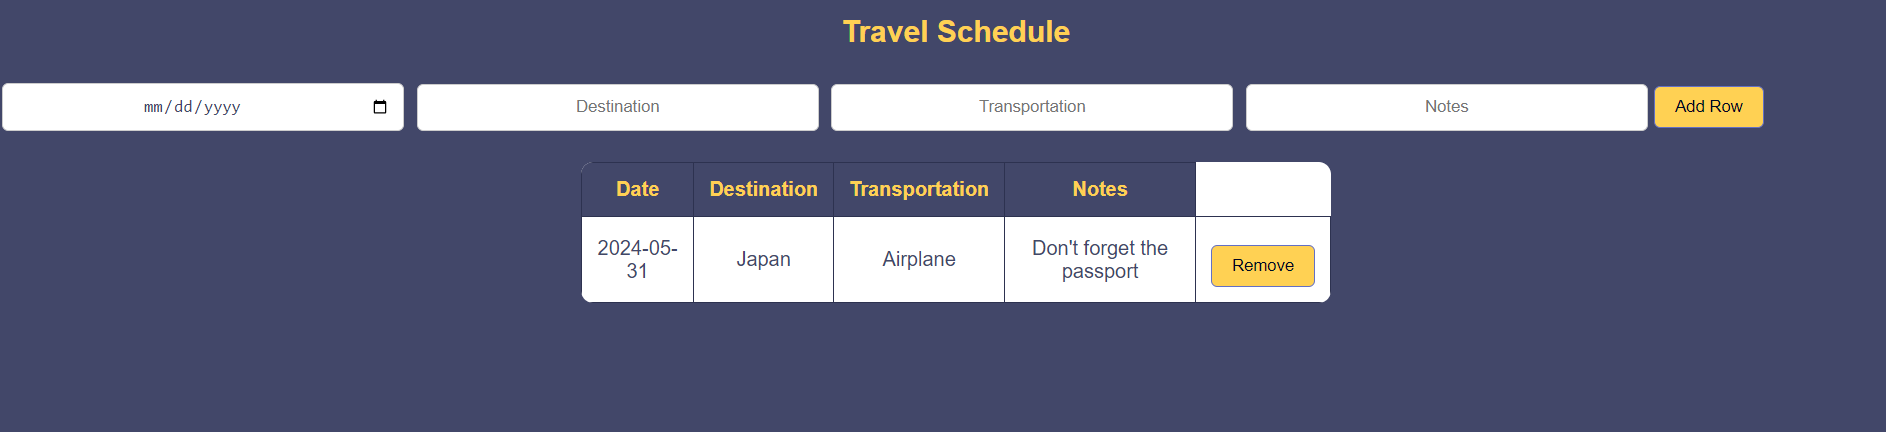 Travel Schedule
mm/dd/yyyy Destination Transportation Notes Add Row
Date Destination Transportation Notes
2024-05-
31
Japan
Airplane
Don't forget the
passport
Remove